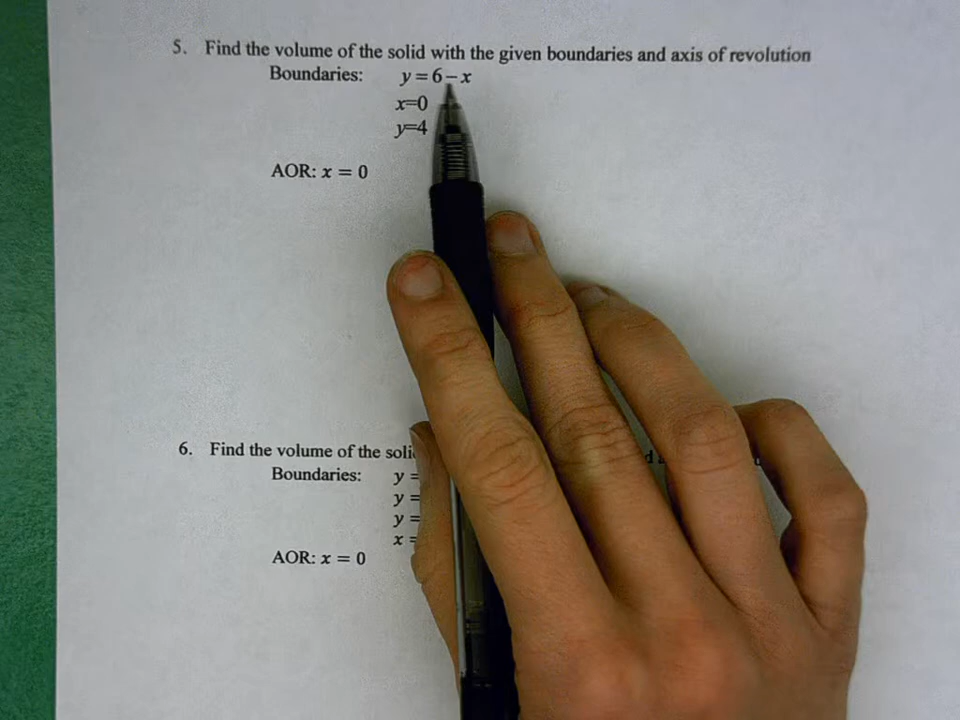 5. Find the volume of the solid with the given boundaries and axis of revolution
Boundaries: y = 6 – x
x=0
y=4
AOR: x = 0
6. Find the volume of the
Boundaries: y =
y =
y =
x =
AOR: x = 0